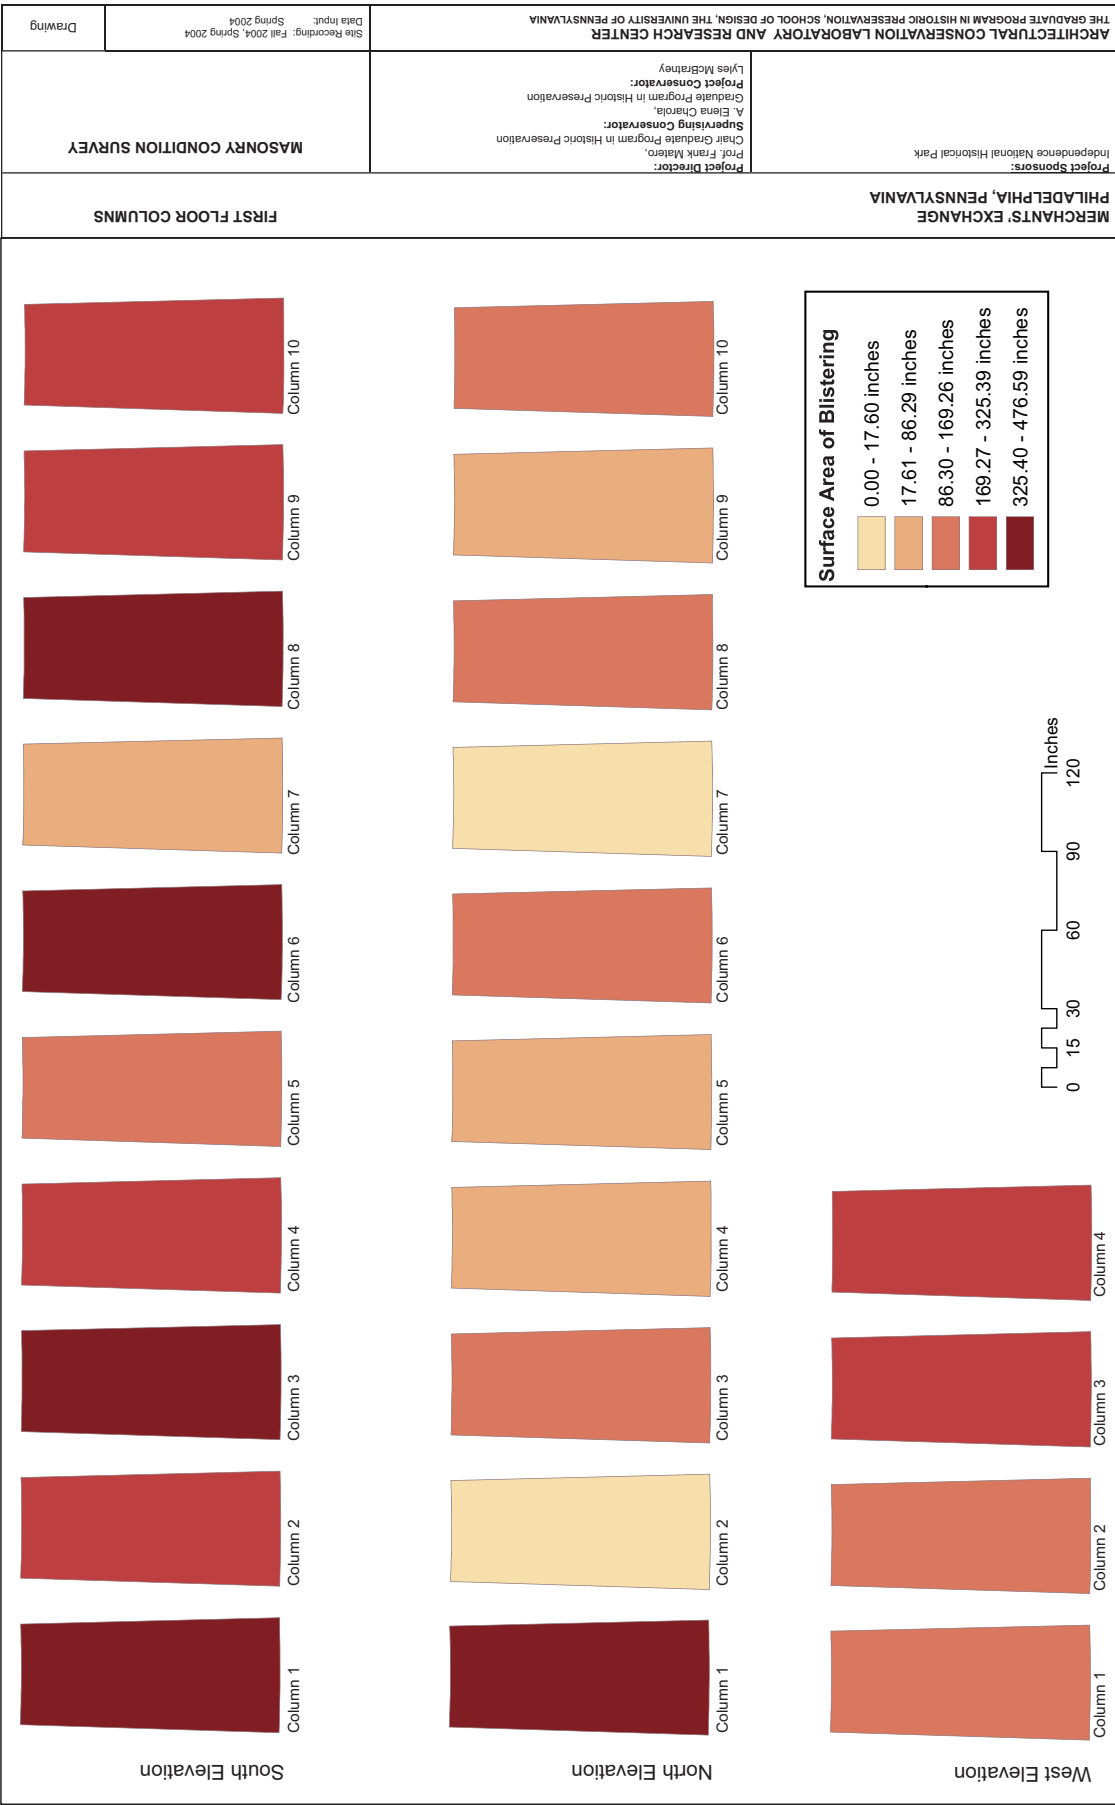 South Elevation
Column 1
Column 2
Column 3
Column 4
Column 5
Column 6
Column 7
Column 8
Column 9
Column 10
North Elevation
Column 1
Column 2
Column 3
Column 4
Column 5
Column 6
Column 7
Column 8
Column 9
Column 10
West Elevation
Column 1
Column 2
Column 3
Column 4
0 15 30 60 90 120
Inches
Surface Area of Blistering
0.00 - 17.60 inches
17.61 - 86.29 inches
86.30 - 169.26 inches
169.27 - 325.39 inches
325.40 - 476.59 inches
MERCHANTS' EXCHANGE
PHILADELPHIA, PENNSYLVANIA
FIRST FLOOR COLUMNS
Project Sponsors:
Independence National Historical Park
Project Director:
Prof. Frank Matero,
Chair Graduate Program in Historic Preservation
Supervising Conservator:
A. Elena Charola,
Graduate Program in Historic Preservation
Project Conservator:
Lyles McBratney
MASONRY CONDITION SURVEY
ARCHITECTURAL CONSERVATION LABORATORY AND RESEARCH CENTER
THE GRADUATE PROGRAM IN HISTORIC PRESERVATION, SCHOOL OF DESIGN, THE UNIVERSITY OF PENNSYLVANIA
Site Recording: Fall 2004, Spring 2004
Data Input: Spring 2004
Drawing